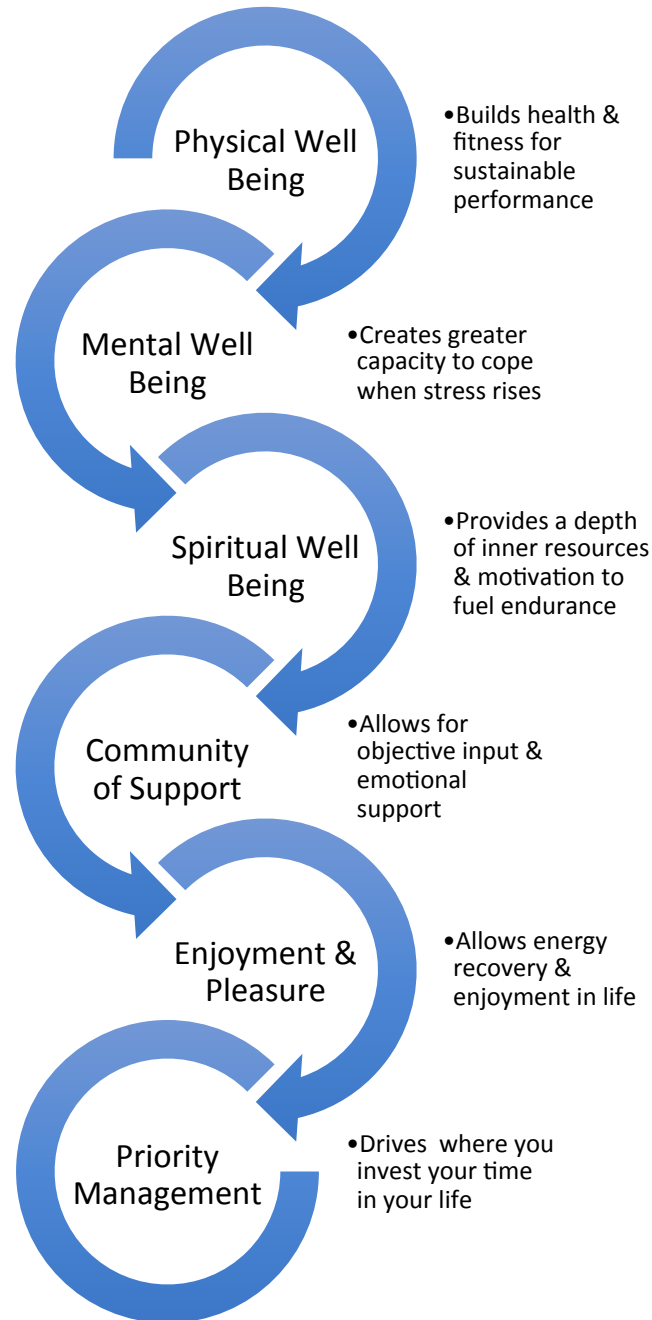 Physical Well
Being
•Builds health &
fitness for
sustainable
performance
Mental Well
Being
•Creates greater
capacity to cope
when stress rises
Spiritual Well
Being
•Provides a depth
of inner resources
& motivation to
fuel endurance
Community
of Support
•Allows for
objective input &
emotional
support
Enjoyment &
Pleasure
•Allows energy
recovery &
enjoyment in life
Priority
Management
•Drives  where you
invest your time
in your life